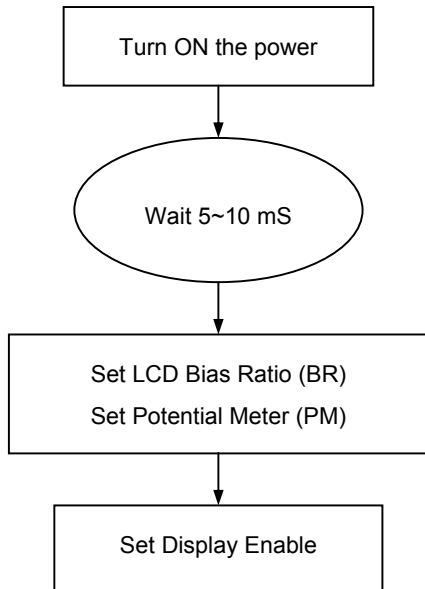 Turn ON the power
Wait 5~10 mS
Set LCD Bias Ratio (BR)
Set Potential Meter (PM)
Set Display Enable